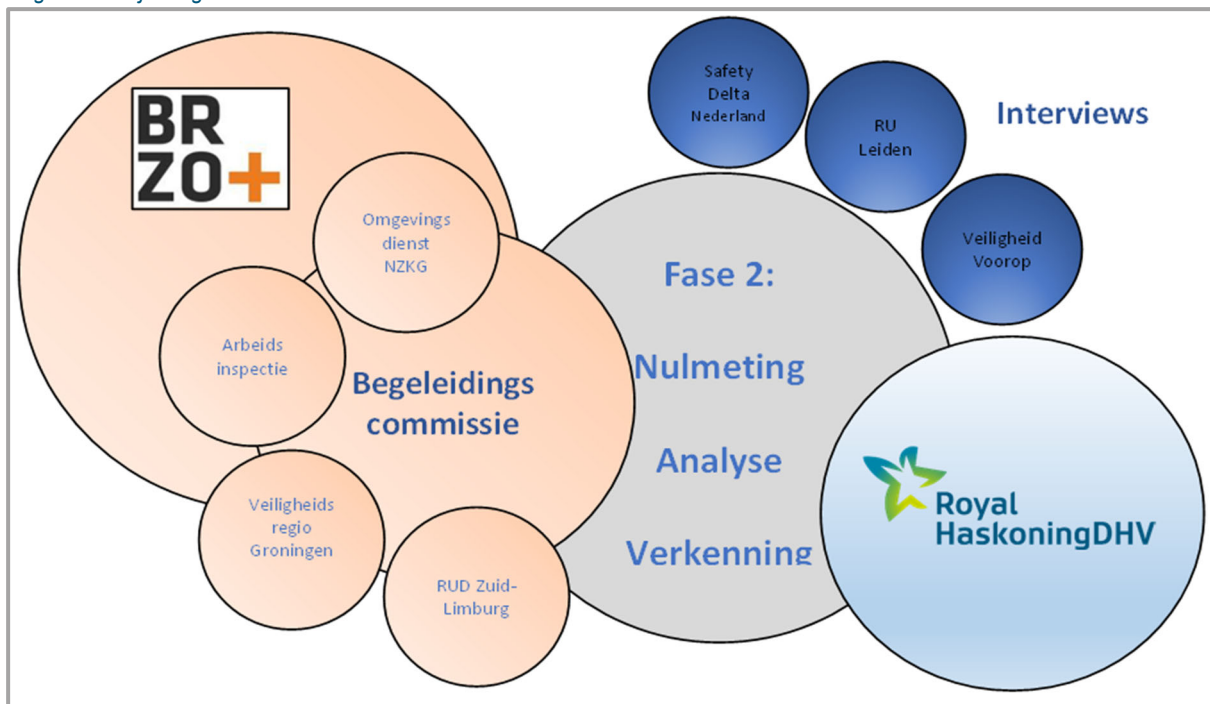 BR
ZO+
Omgevings
dienst
NZKG
Arbeids
inspectie
Begeleidings
commissie
Veiligheids
regio
Groningen
RUD Zuid-
Limburg
Fase 2:
Nulmeting
Analyse
Verkenning
Safety
Delta
Nederland
RU
Leiden
Veiligheid
Voorop
Interviews
Royal
HaskoningDHV